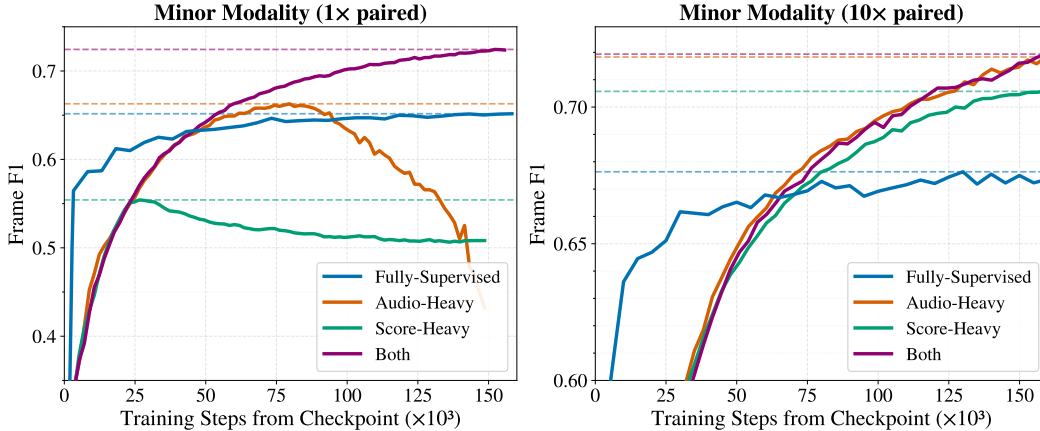 Minor Modality (1× paired)
Frame F1
0.7
0.6
0.5
0.4
0 25 50 75 100 125 150
Training Steps from Checkpoint (×10³)
Fully-Supervised
Audio-Heavy
Score-Heavy
Both
Minor Modality (10× paired)
Frame F1
0.70
0.65
0.60
0 25 50 75 100 125 150
Training Steps from Checkpoint (×10³)
Fully-Supervised
Audio-Heavy
Score-Heavy
Both